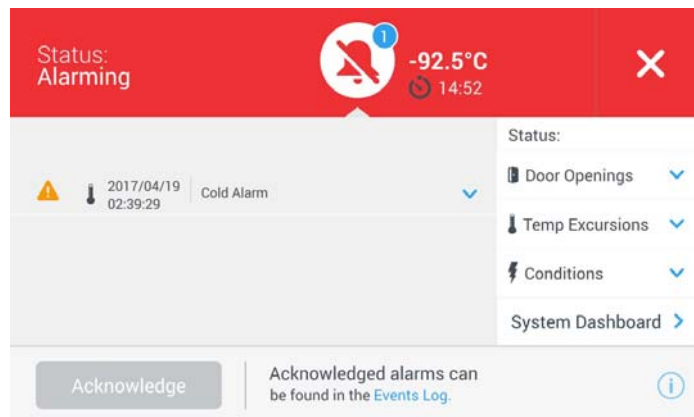 Status:
Alarming
1
-92.5°C
14:52
2017/04/19
02:39:29
Cold Alarm
Status:
Door Openings
Temp Excursions
Conditions
System Dashboard
Acknowledge
Acknowledged alarms can
be found in the Events Log.